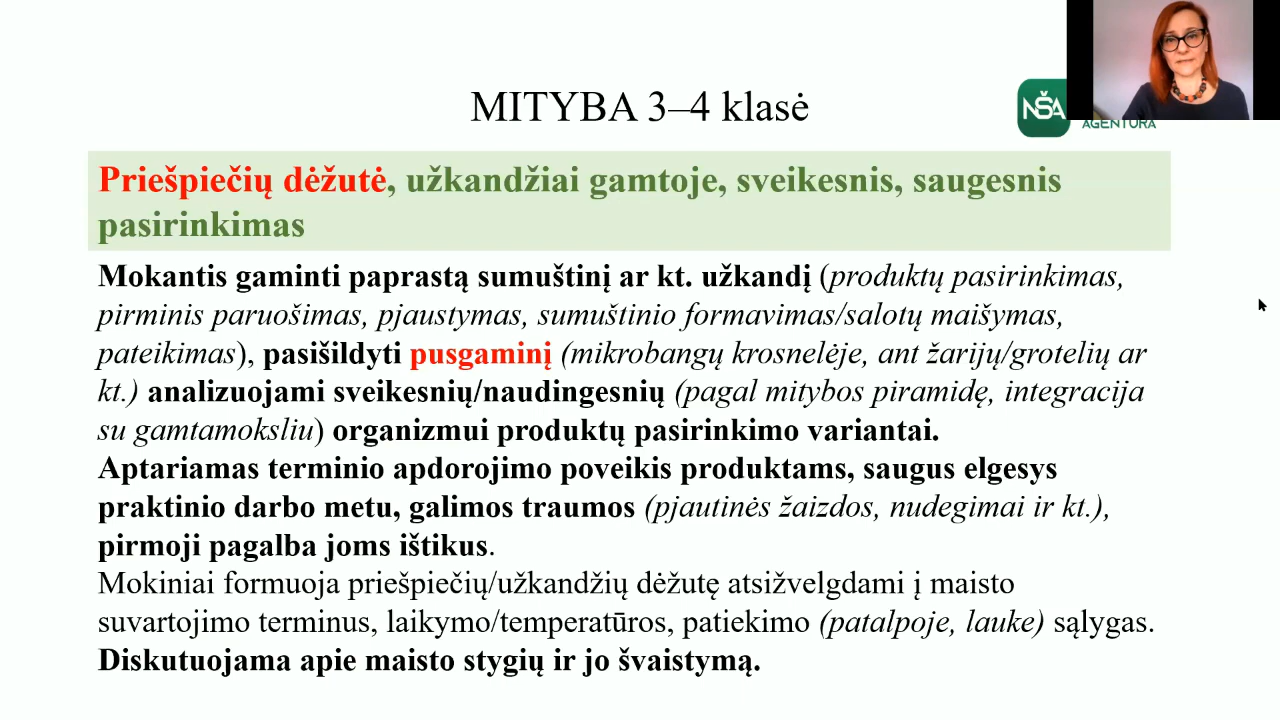 MITYBA 3–4 klasė
NŠA
AGENTŪRA
Priešpiečių dėžutė, užkandžiai gamtoje, sveikesnis, saugesnis
pasirinkimas
Mokantis gaminti paprastą sumuštinį ar kt. užkandį (produktų pasirinkimas,
pirminis paruošimas, pjaustymas, sumuštinio formavimas/salotų maišymas,
pateikimas), pasišildyti pusgaminį (mikrobangų krosnelėje, ant žarijų/grotelių ar
kt.) analizuojami sveikesnių/naudingesnių (pagal mitybos piramidę, integracija
su gamtamoksliu) organizmui produktų pasirinkimo variantai.
Aptariamas terminio apdorojimo poveikis produktams, saugus elgesys
praktinio darbo metu, galimos traumos (pjautinės žaizdos, nudegimai ir kt.),
pirmoji pagalba joms ištikus.
Mokiniai formuoja priešpiečių/užkandžių dėžutę atsižvelgdami į maisto
suvartojimo terminus, laikymo/temperatūros, patiekimo (patalpoje, lauke) sąlygas.
Diskutuojama apie maisto stygių ir jo švaistymą.